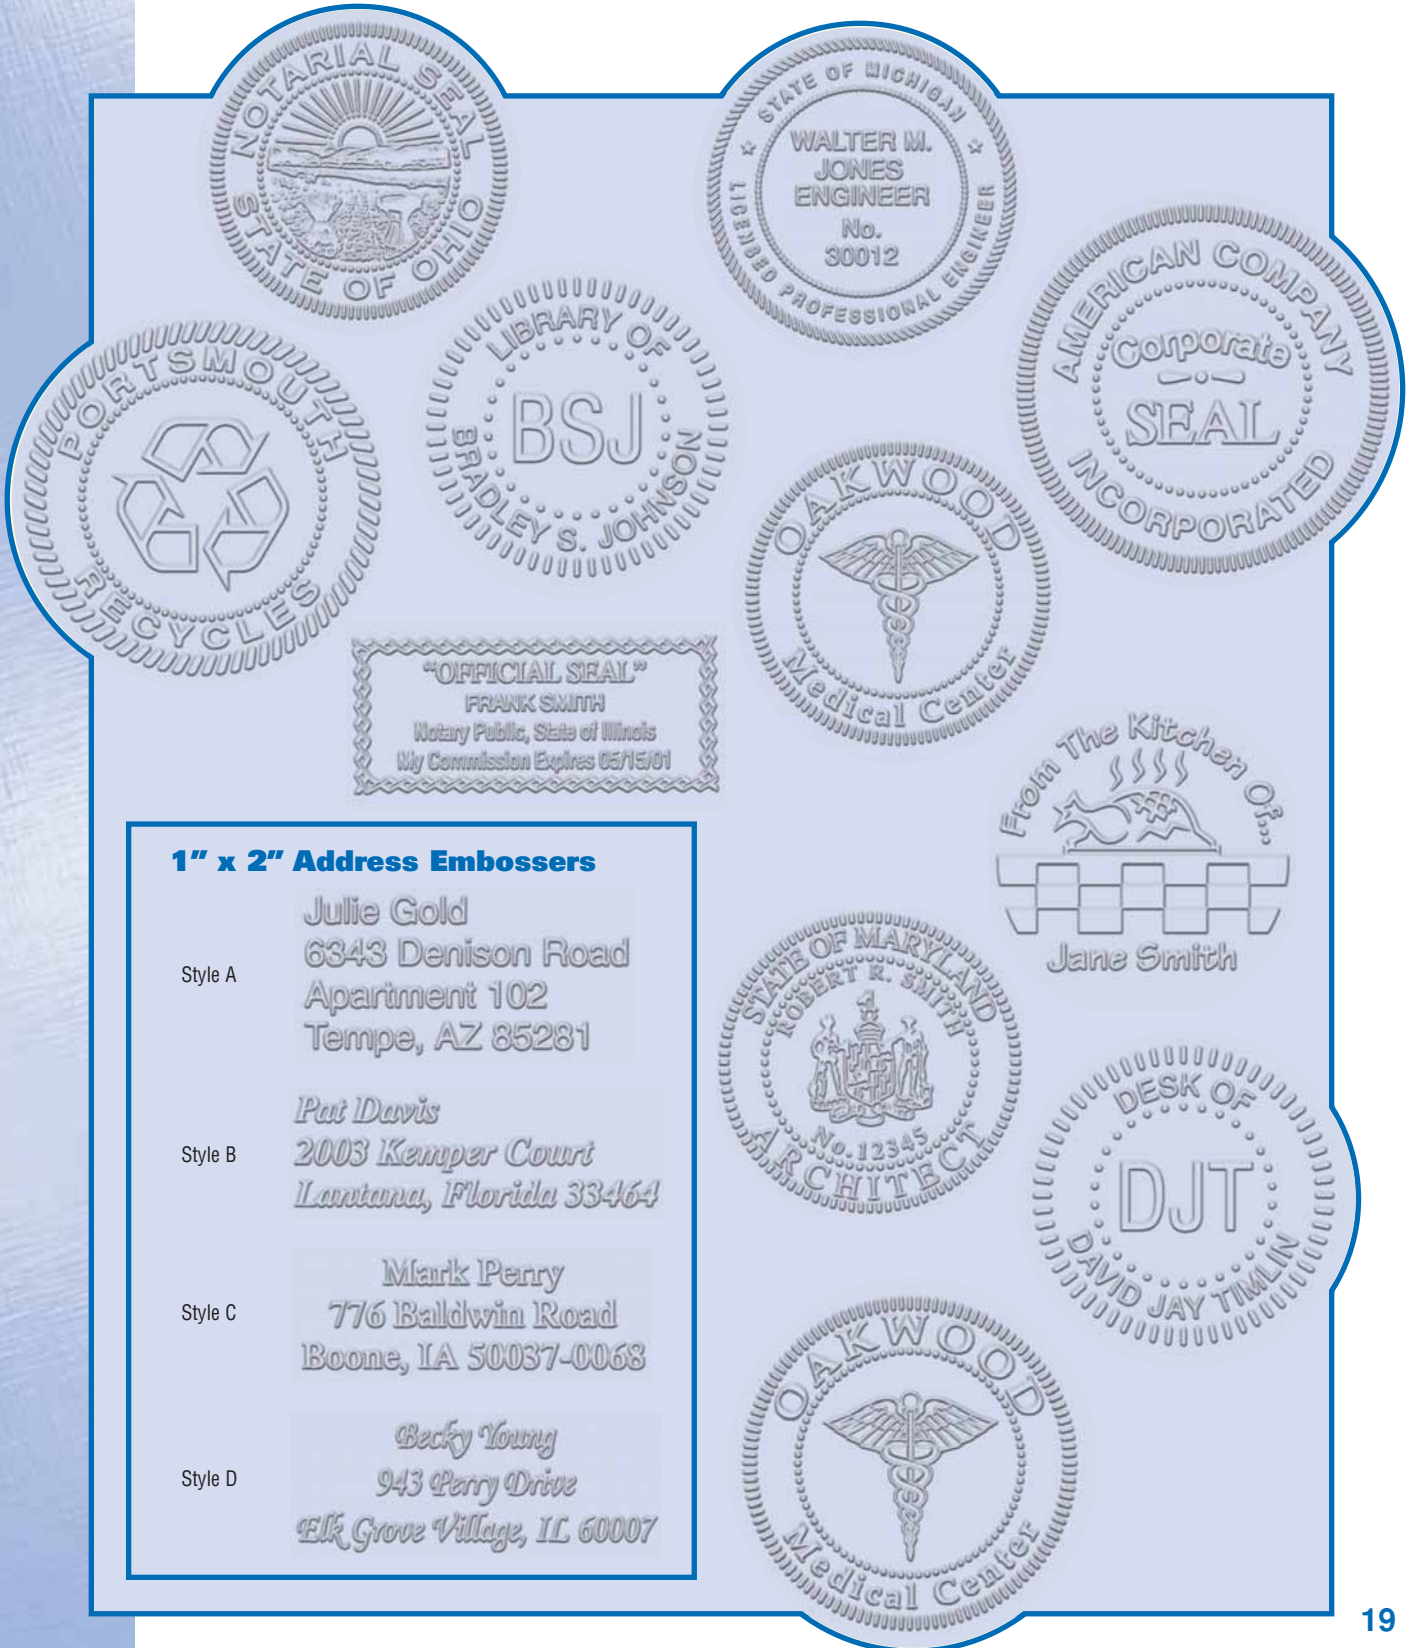 NOTARIAL SEAL
STATE OF OHIO
STATE OF MICHIGAN
WALTER M.
JONES
ENGINEER
No.
30012
LICENSED PROFESSIONAL ENGINEER
AMERICAN COMPANY
Corporate
SEAL
INCORPORATED
PORTSMOUTH
RECYCLES
LIBRARY OF
BSJ
BRADLEY S. JOHNSON
OAKWOOD
Medical Center
"OFFICIAL SEAL"
FRANK SMITH
Notary Public, State of Illinois
My Commission Expires 05/15/01
From The Kitchen Of...
Jane Smith
1" x 2" Address Embossers
Style A
Julie Gold
6343 Denison Road
Apartment 102
Tempe, AZ 85281
Style B
Pat Davis
2003 Kemper Court
Lantana, Florida 33464
Style C
Mark Perry
776 Baldwin Road
Boone, IA 50037-0068
Style D
Becky Young
943 Perry Drive
Elk Grove Village, IL 60007
STATE OF MARYLAND
ROBERT R. SMITH
No. 12345
ARCHITECT
DESK OF
DJT
DAVID JAY TIMLIN
OAKWOOD
Medical Center
19